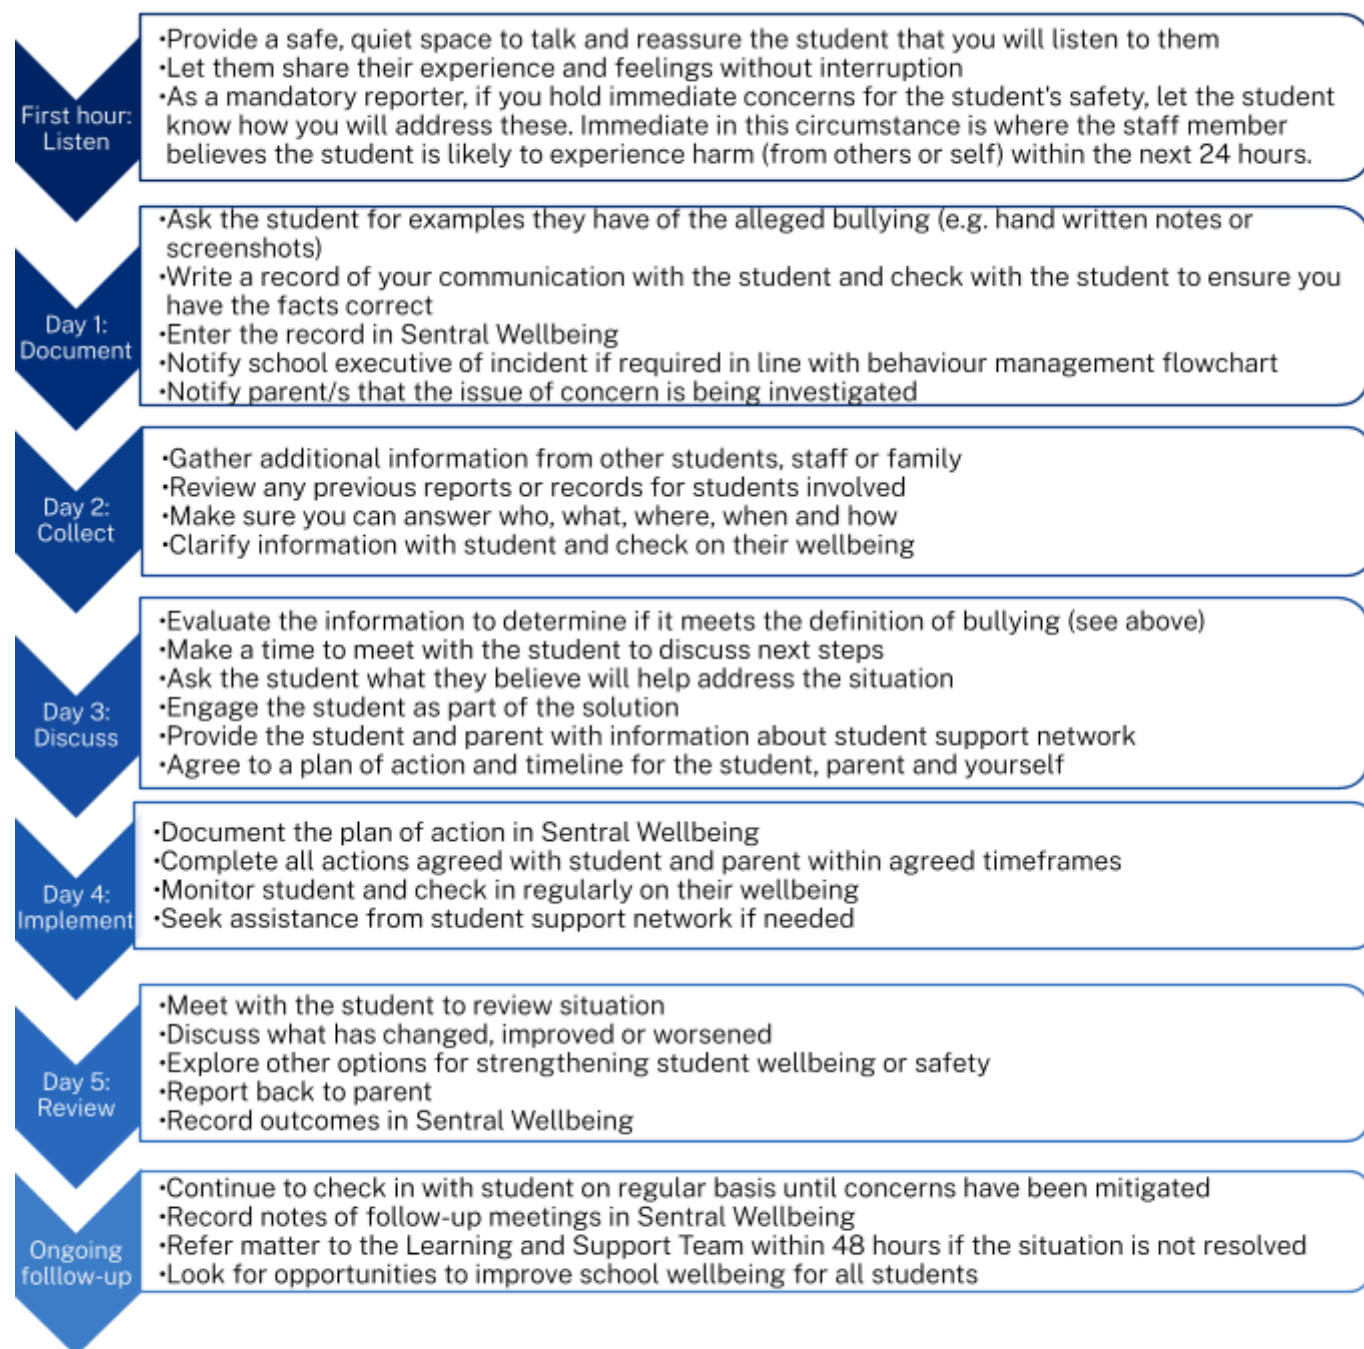 First hour:
Listen
•Provide a safe, quiet space to talk and reassure the student that you will listen to them
•Let them share their experience and feelings without interruption
•As a mandatory reporter, if you hold immediate concerns for the student's safety, let the student
know how you will address these. Immediate in this circumstance is where the staff member
believes the student is likely to experience harm (from others or self) within the next 24 hours.
Day 1:
Document
•Ask the student for examples they have of the alleged bullying (e.g. hand written notes or
screenshots)
•Write a record of your communication with the student and check with the student to ensure you
have the facts correct
•Enter the record in Sentral Wellbeing
•Notify school executive of incident if required in line with behaviour management flowchart
•Notify parent/s that the issue of concern is being investigated
Day 2:
Collect
•Gather additional information from other students, staff or family
•Review any previous reports or records for students involved
•Make sure you can answer who, what, where, when and how
•Clarify information with student and check on their wellbeing
Day 3:
Discuss
•Evaluate the information to determine if it meets the definition of bullying (see above)
•Make a time to meet with the student to discuss next steps
•Ask the student what they believe will help address the situation
•Engage the student as part of the solution
•Provide the student and parent with information about student support network
•Agree to a plan of action and timeline for the student, parent and yourself
Day 4:
Implement
•Document the plan of action in Sentral Wellbeing
•Complete all actions agreed with student and parent within agreed timeframes
•Monitor student and check in regularly on their wellbeing
•Seek assistance from student support network if needed
Day 5:
Review
•Meet with the student to review situation
•Discuss what has changed, improved or worsened
•Explore other options for strengthening student wellbeing or safety
•Report back to parent
•Record outcomes in Sentral Wellbeing
Ongoing
folllow-up
•Continue to check in with student on regular basis until concerns have been mitigated
•Record notes of follow-up meetings in Sentral Wellbeing
•Refer matter to the Learning and Support Team within 48 hours if the situation is not resolved
•Look for opportunities to improve school wellbeing for all students